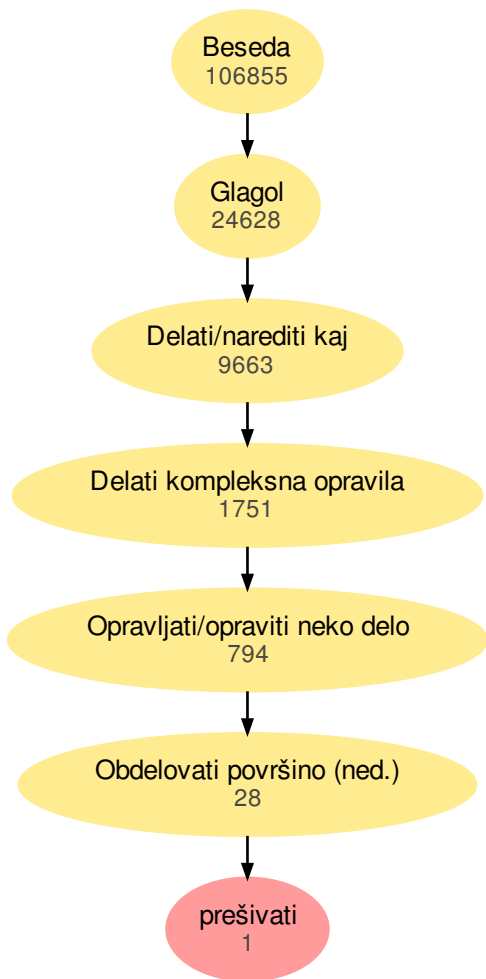 Beseda
106855
Glagol
24628
Delati/narediti kaj
9663
Delati kompleksna opravila
1751
Opravljati/opraviti neko delo
794
Obdelovati površino (ned.)
28
prešivati
1